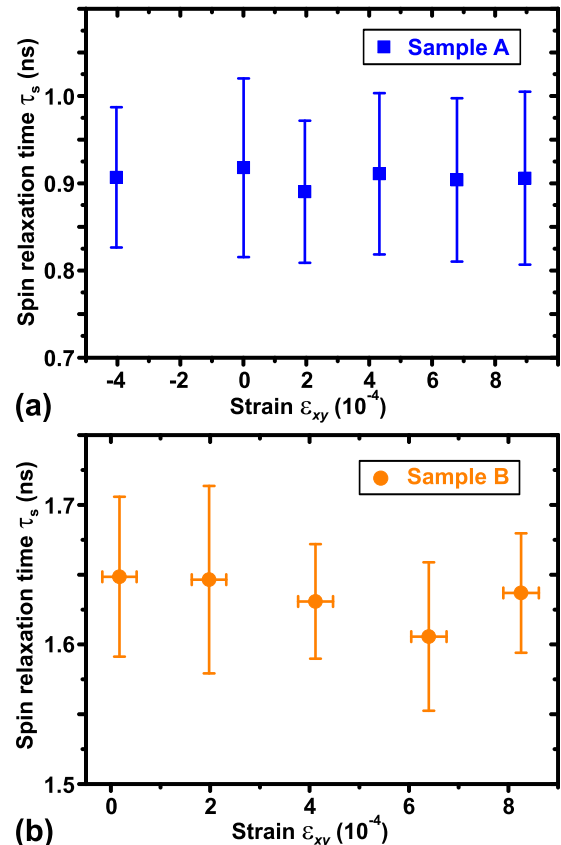 Sample A
Spin relaxation time τs (ns)
1.0
0.9
0.8
0.7
-4 -2 0 2 4 6 8
Strain εxy (10-4)
(a)
Sample B
Spin relaxation time τs (ns)
1.7
1.6
1.5
0 2 4 6 8
Strain εxy (10-4)
(b)